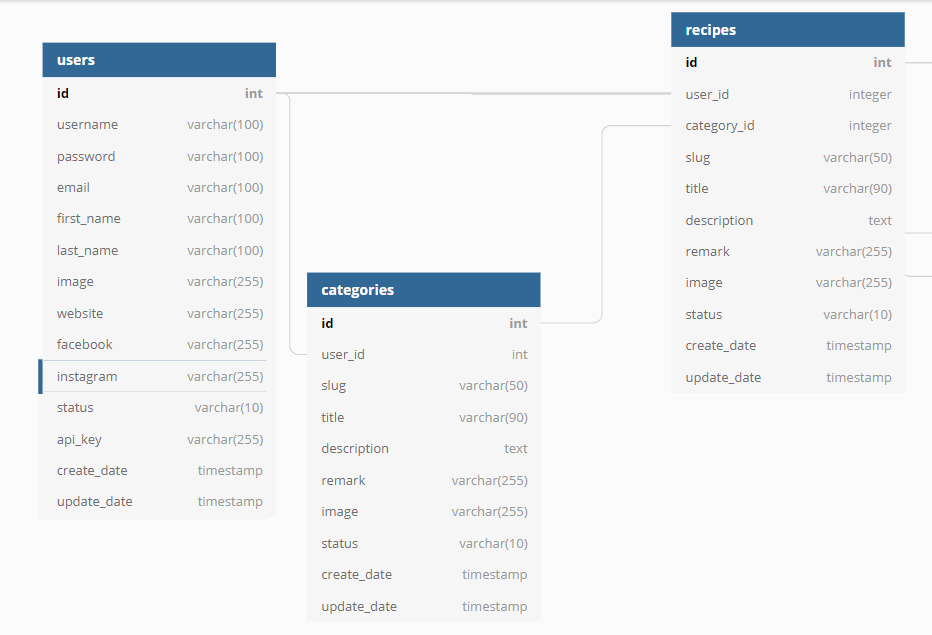 users
id int
username varchar(100)
password varchar(100)
email varchar(100)
first_name varchar(100)
last_name varchar(100)
image varchar(255)
website varchar(255)
facebook varchar(255)
instagram varchar(255)
status varchar(10)
api_key varchar(255)
create_date timestamp
update_date timestamp
categories
id int
user_id int
slug varchar(50)
title varchar(90)
description text
remark varchar(255)
image varchar(255)
status varchar(10)
create_date timestamp
update_date timestamp
recipes
id int
user_id integer
category_id integer
slug varchar(50)
title varchar(90)
description text
remark varchar(255)
image varchar(255)
status varchar(10)
create_date timestamp
update_date timestamp